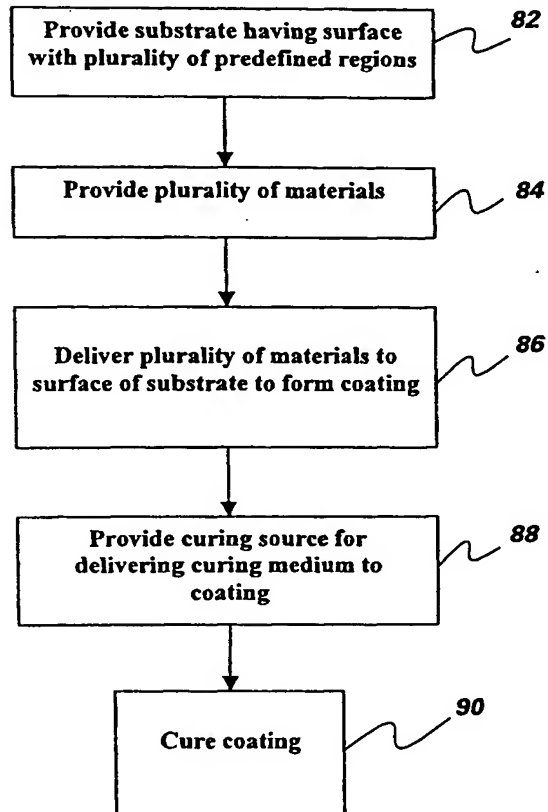 Provide substrate having surface
with plurality of predefined regions
82
Provide plurality of materials
84
Deliver plurality of materials to
surface of substrate to form coating
86
Provide curing source for
delivering curing medium to
coating
88
Cure coating
90